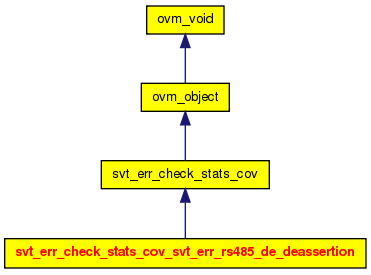 ovm_void
ovm_object
svt_err_check_stats_cov
svt_err_check_stats_cov_svt_err_rs485_de_deassertion